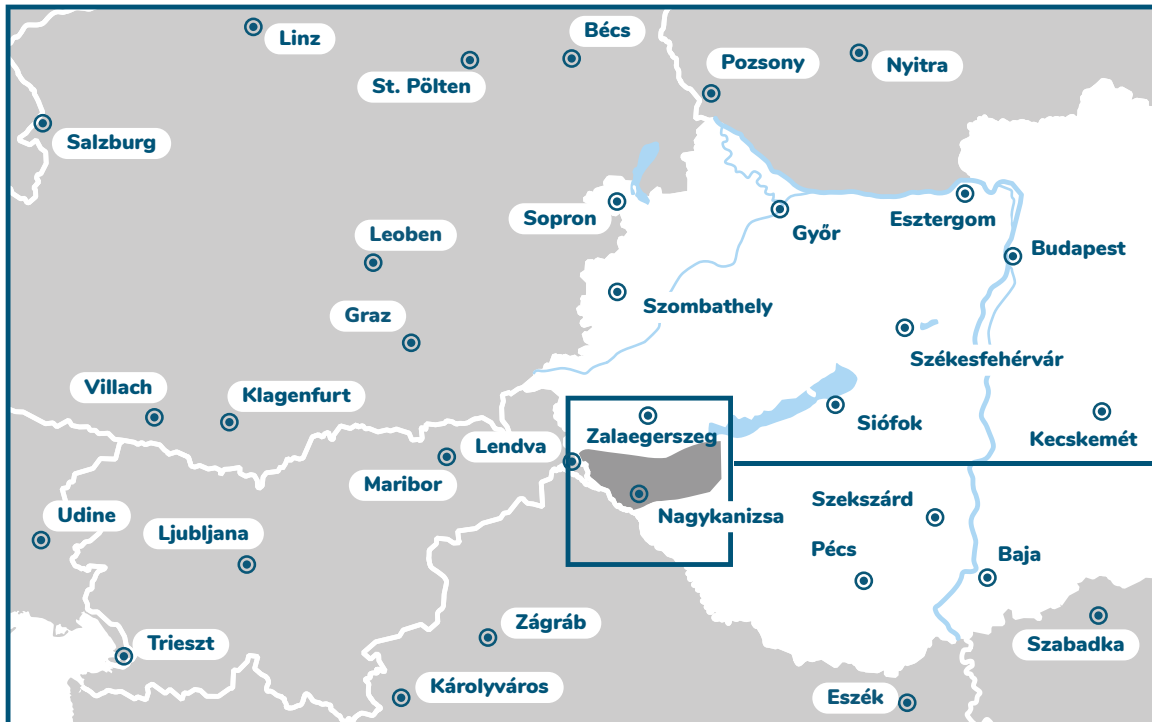 Linz
Bécs
St. Pölten
Pozsony
Nyitra
Salzburg
Sopron
Győr
Esztergom
Leoben
Budapest
Szombathely
Graz
Székesfehérvár
Villach
Klagenfurt
Siófok
Zalaegerszeg
Kecskemét
Lendva
Maribor
Szekszárd
Udine
Nagykanizsa
Ljubljana
Pécs
Baja
Zágráb
Trieszt
Szabadka
Károlyváros
Eszék